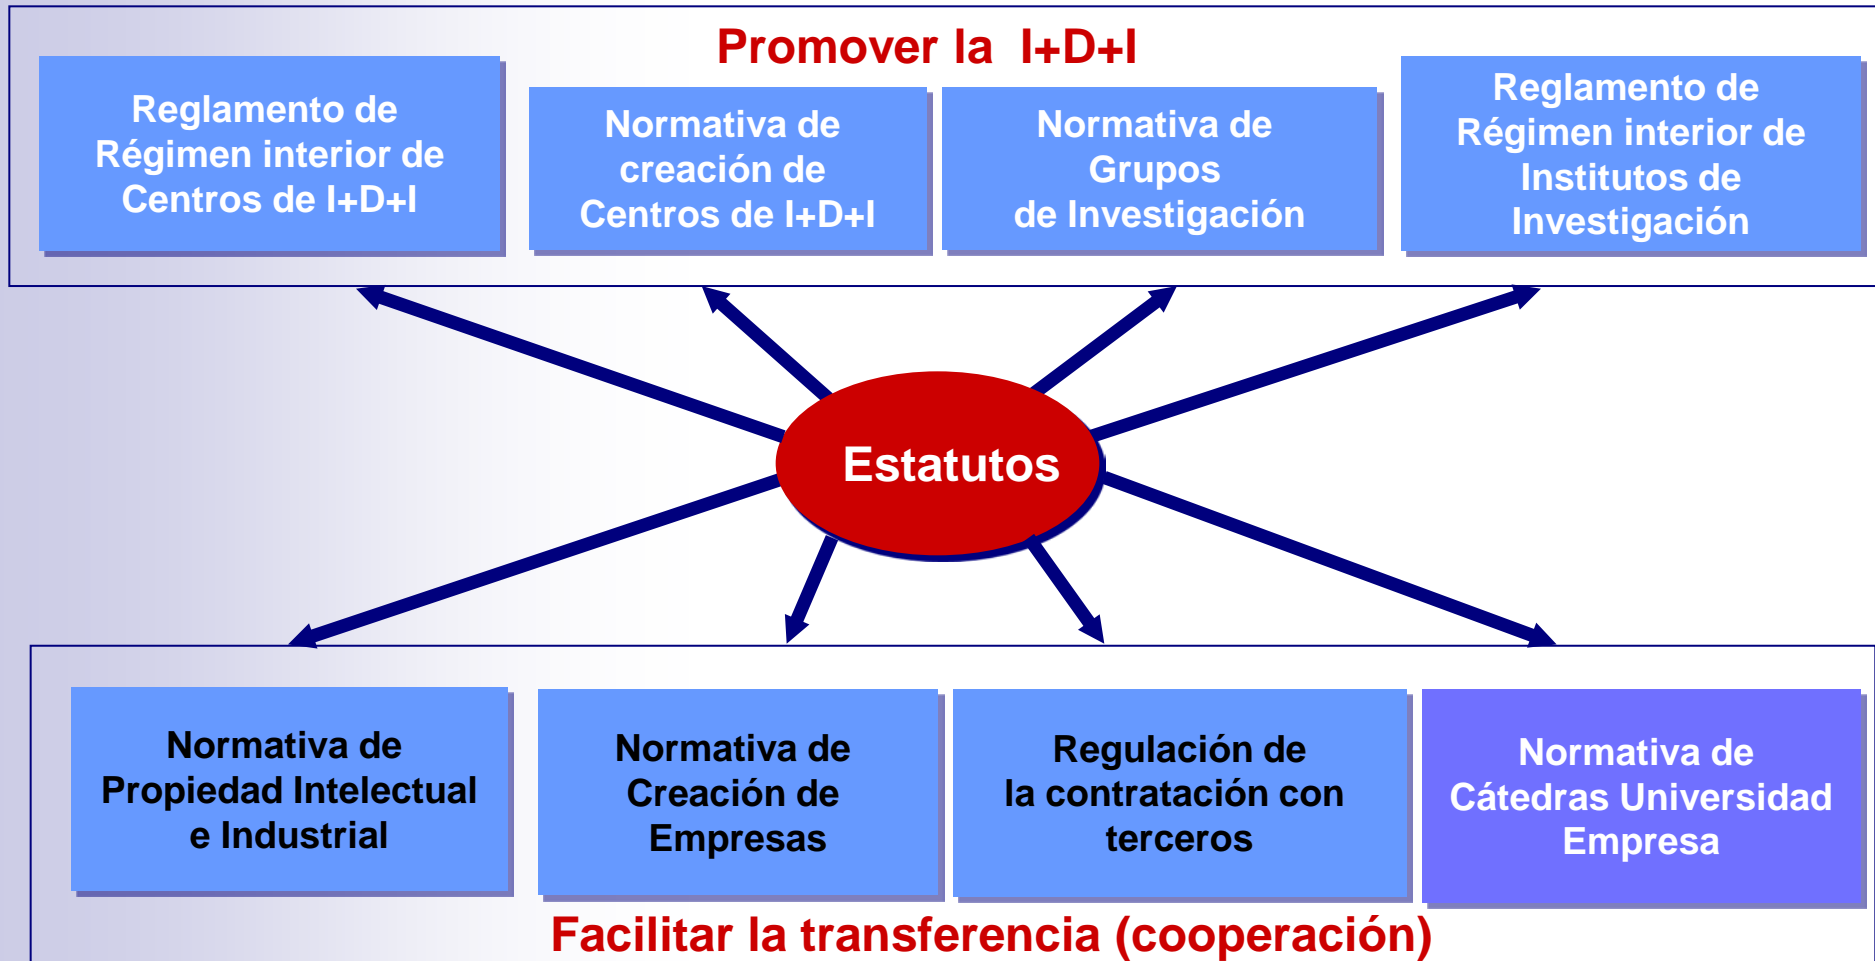 Promover la I+D+I
Reglamento de
Régimen interior de
Centros de I+D+I
Normativa de
creación de
Centros de I+D+I
Normativa de
Grupos
de Investigación
Reglamento de
Régimen interior de
Institutos de
Investigación
Estatutos
Normativa de
Propiedad Intelectual
e Industrial
Normativa de
Creación de
Empresas
Regulación de
la contratación con
terceros
Normativa de
Cátedras Universidad
Empresa
Facilitar la transferencia (cooperación)